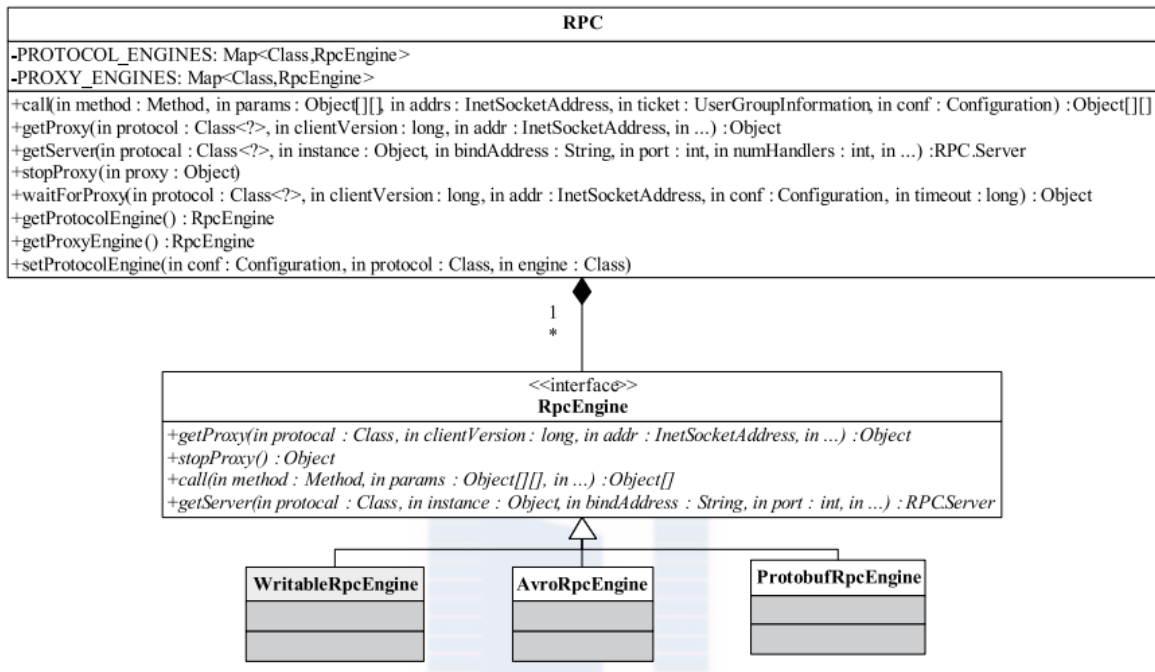 RPC
-PROTOCOL_ENGINES: Map<Class,RpcEngine>
-PROXY_ENGINES: Map<Class,RpcEngine>
+call(in method : Method, in params : Object[][], in addrs : InetSocketAddress, in ticket : UserGroupInformation, in conf : Configuration) : Object[][]
+getProxy(in protocol : Class<?>, in clientVersion : long, in addr : InetSocketAddress, in ...) : Object
+getServer(in protocal : Class<?>, in instance : Object, in bindAddress : String, in port : int, in numHandlers : int, in ...) :RPC.Server
+stopProxy(in proxy : Object)
+waitForProxy(in protocol : Class<?>, in clientVersion : long, in addr : InetSocketAddress, in conf : Configuration, in timeout : long) : Object
+getProtocolEngine() : RpcEngine
+getProxyEngine() : RpcEngine
+setProtocolEngine(in conf : Configuration, in protocol : Class, in engine : Class)
1
*
<<interface>>
RpcEngine
+getProxy(in protocal : Class, in clientVersion : long, in addr : InetSocketAddress, in ...) : Object
+stopProxy() : Object
+call(in method : Method, in params : Object[][], in ...) : Object[]
+getServer(in protocal : Class, in instance : Object, in bindAddress : String, in port : int, in ...) : RPC.Server
WritableRpcEngine
AvroRpcEngine
ProtobufRpcEngine